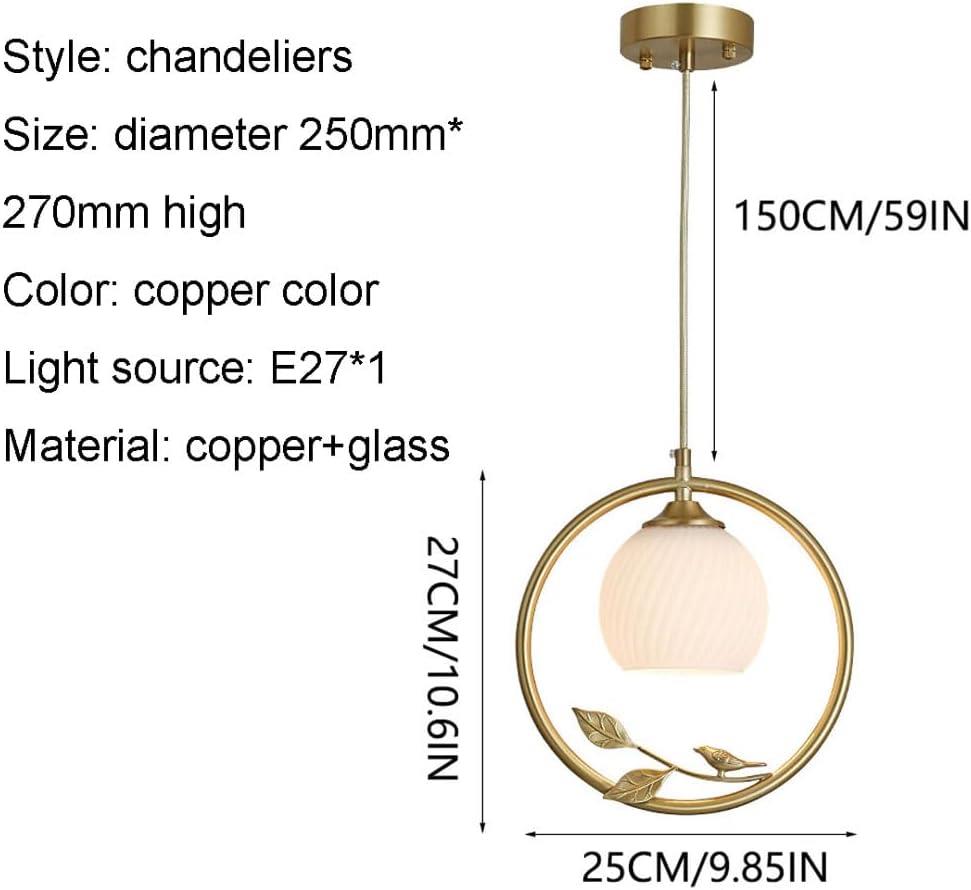 Style: chandeliers
Size: diameter 250mm*
270mm high
Color: copper color
Light source: E27*1
Material: copper+glass
150CM/59IN
27CM/10.6IN
25CM/9.85IN